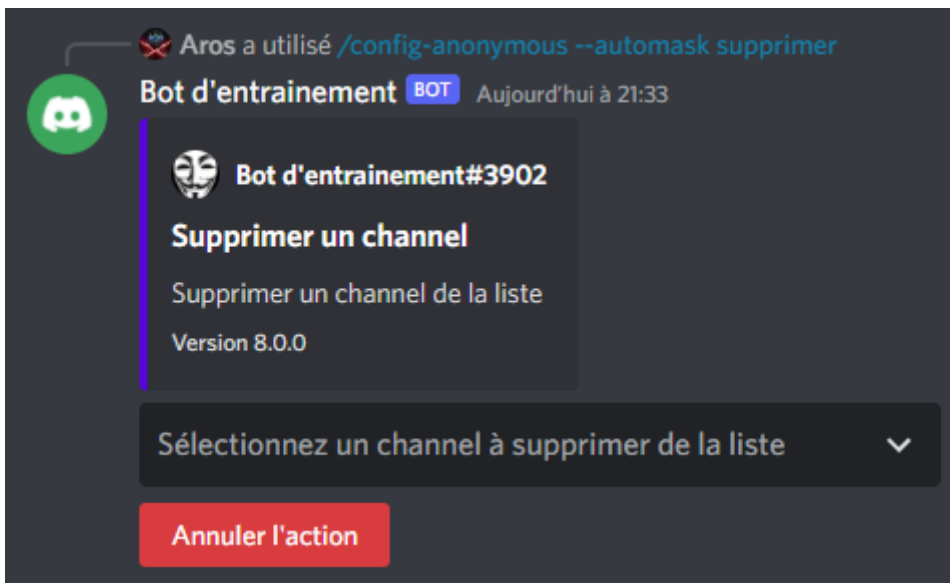 Aros a utilisé /config-anonymous --automask supprimer
Bot d'entrainement BOT Aujourd'hui à 21:33
Bot d'entrainement#3902
Supprimer un channel
Supprimer un channel de la liste
Version 8.0.0
Sélectionnez un channel à supprimer de la liste
Annuler l'action